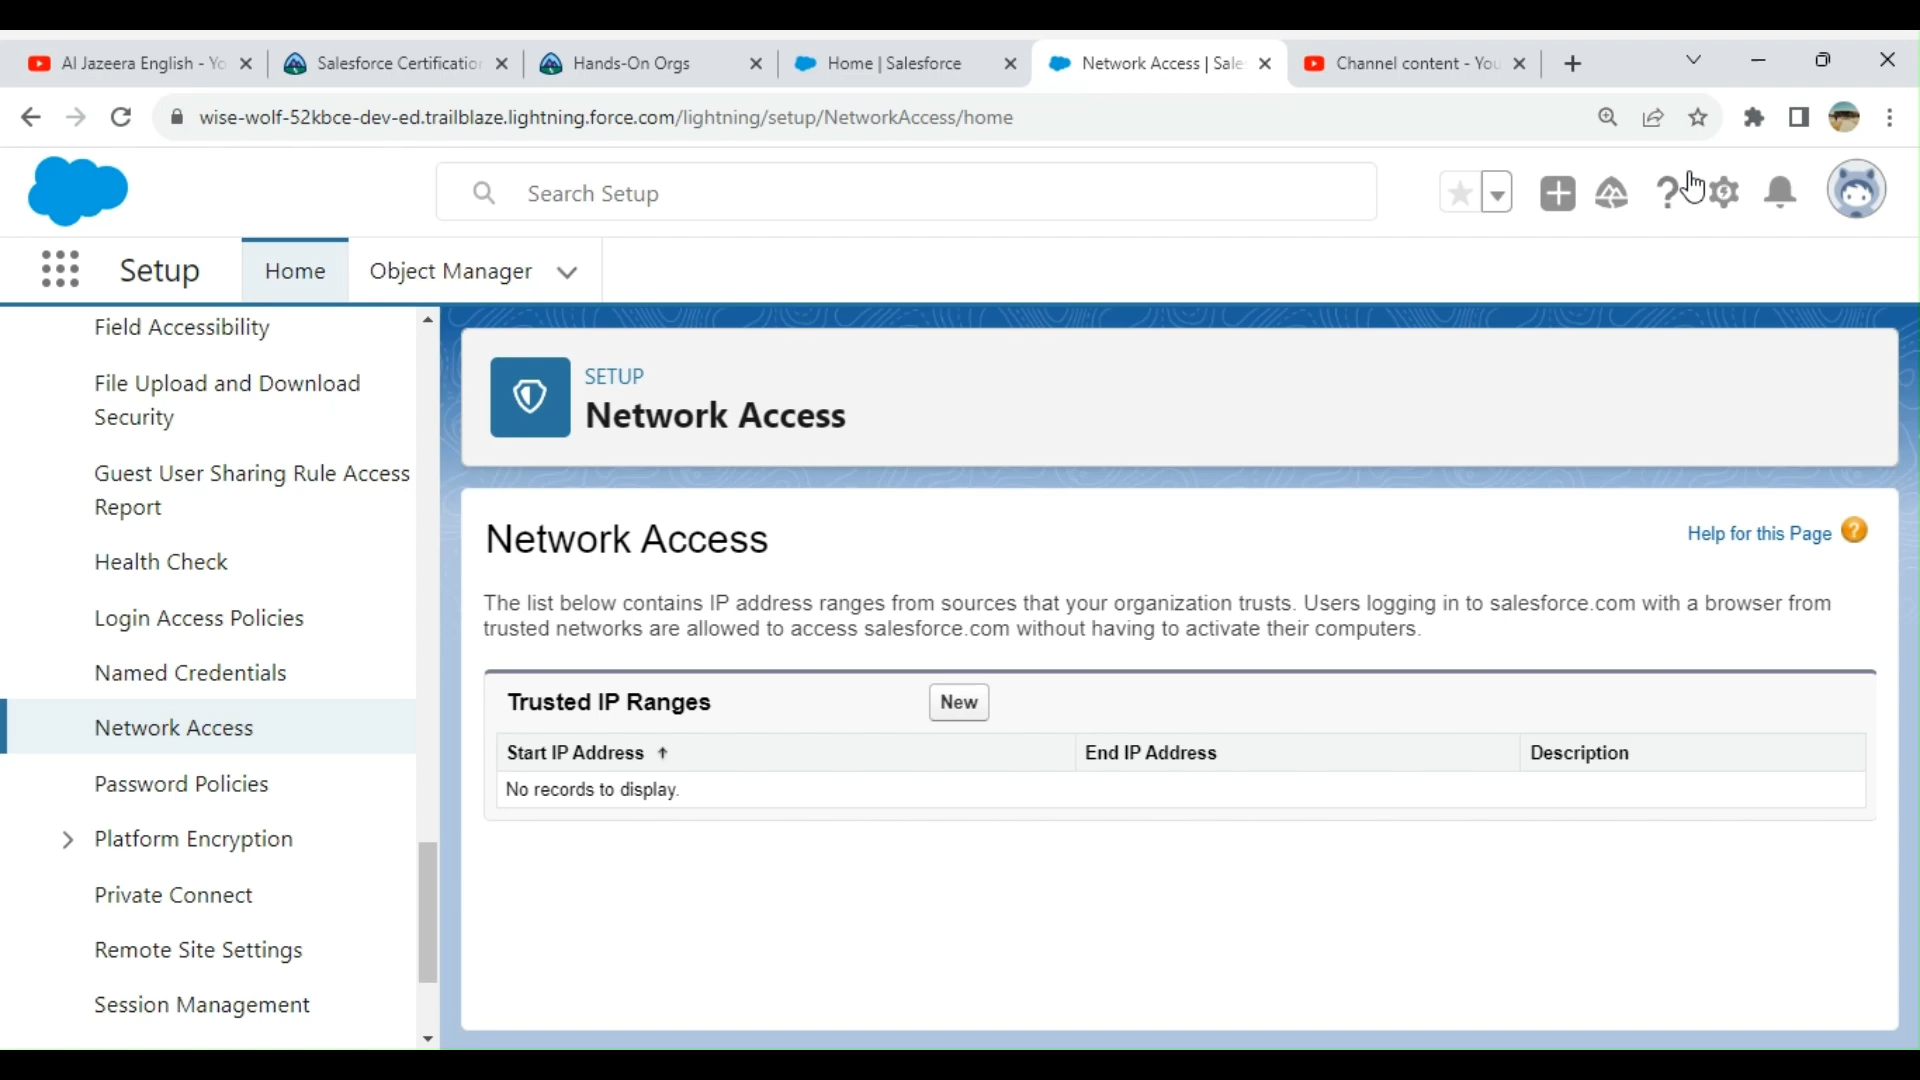 Al Jazeera English - Yo
Salesforce Certification
Hands-On Orgs
Home | Salesforce
Network Access | Sale
Channel content - You
wise-wolf-52kbce-dev-ed.trailblaze.lightning.force.com/lightning/setup/NetworkAccess/home
Search Setup
Setup
Home
Object Manager
Field Accessibility
File Upload and Download
Security
Guest User Sharing Rule Access
Report
Health Check
Login Access Policies
Named Credentials
Network Access
Password Policies
Platform Encryption
Private Connect
Remote Site Settings
Session Management
SETUP
Network Access
Network Access
Help for this Page ?
The list below contains IP address ranges from sources that your organization trusts. Users logging in to salesforce.com with a browser from
trusted networks are allowed to access salesforce.com without having to activate their computers.
Trusted IP Ranges
New
Start IP Address ↑
End IP Address
Description
No records to display.